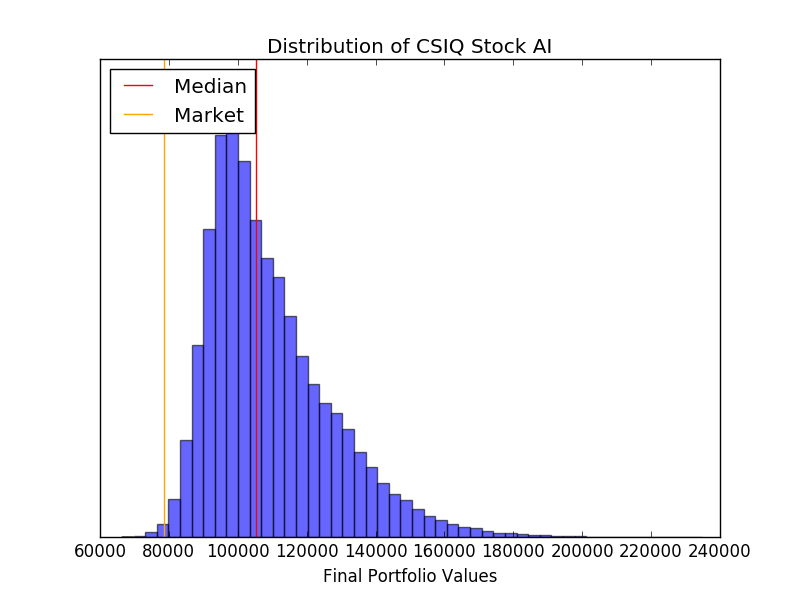 Distribution of CSIQ Stock AI
Median
Market
60000 80000 100000 120000 140000 160000 180000 200000 220000 240000
Final Portfolio Values